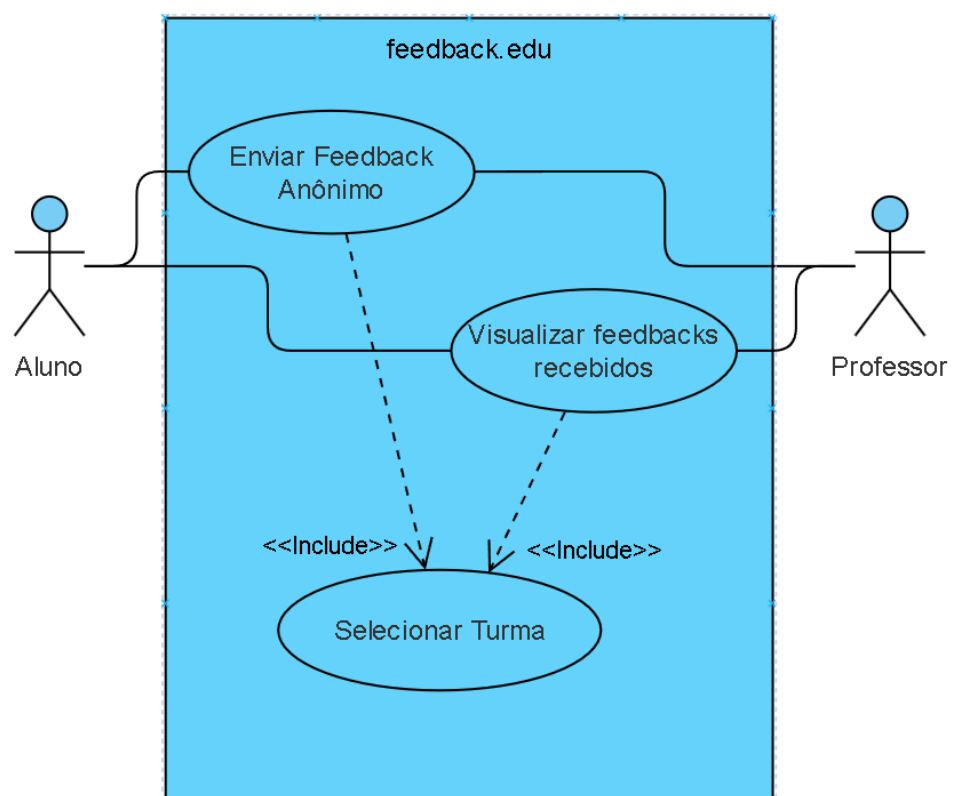 feedback.edu
Enviar Feedback
Anônimo
Visualizar feedbacks
recebidos
Aluno
Professor
<<Include>>
<<Include>>
Selecionar Turma